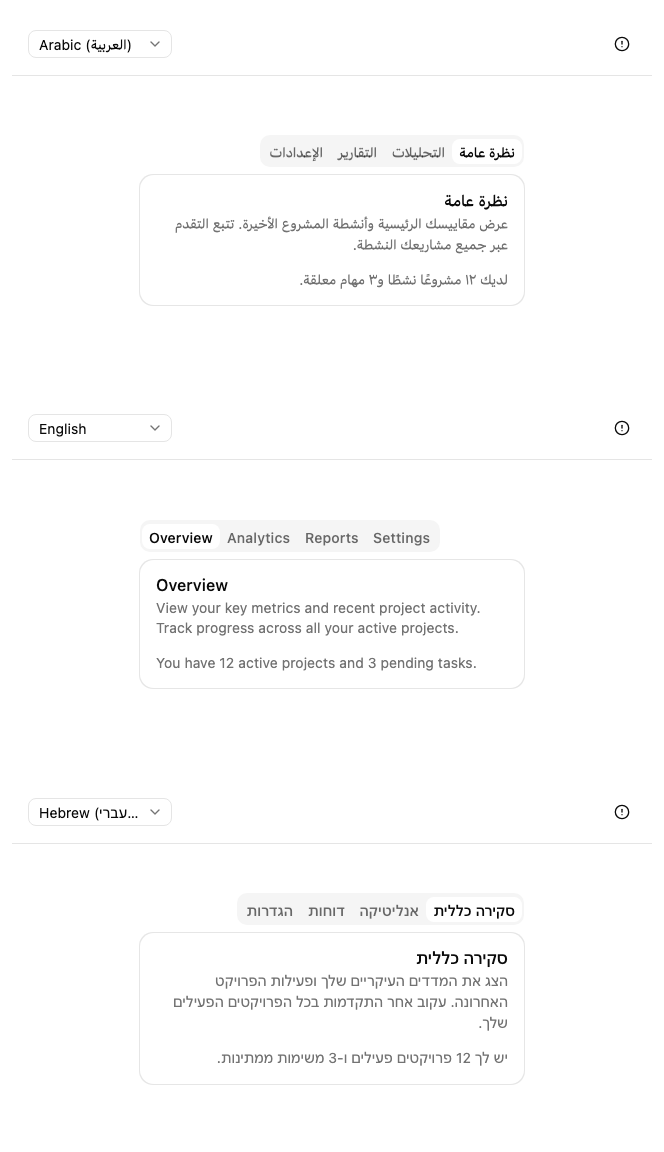 Arabic (العربية)
نظرة عامة التحليلات التقارير الإعدادات
نظرة عامة
عرض مقاييسك الرئيسية وأنشطة المشروع الأخيرة. تتبع التقدم
عبر جميع مشاريعك النشطة.
لديك ١٢ مشروعًا نشطًا و٣ مهام معلقة.
English
Overview Analytics Reports Settings
Overview
View your key metrics and recent project activity.
Track progress across all your active projects.
You have 12 active projects and 3 pending tasks.
Hebrew (עברי...
סקירה כללית אנליטיקה דוחות הגדרות
סקירה כללית
הצג את המדדים העיקריים שלך ופעילות הפרויקט
האחרונה. עקוב אחר התקדמות בכל הפרויקטים הפעילים
שלך.
יש לך 12 פרויקטים פעילים ו-3 משימות ממתינות.